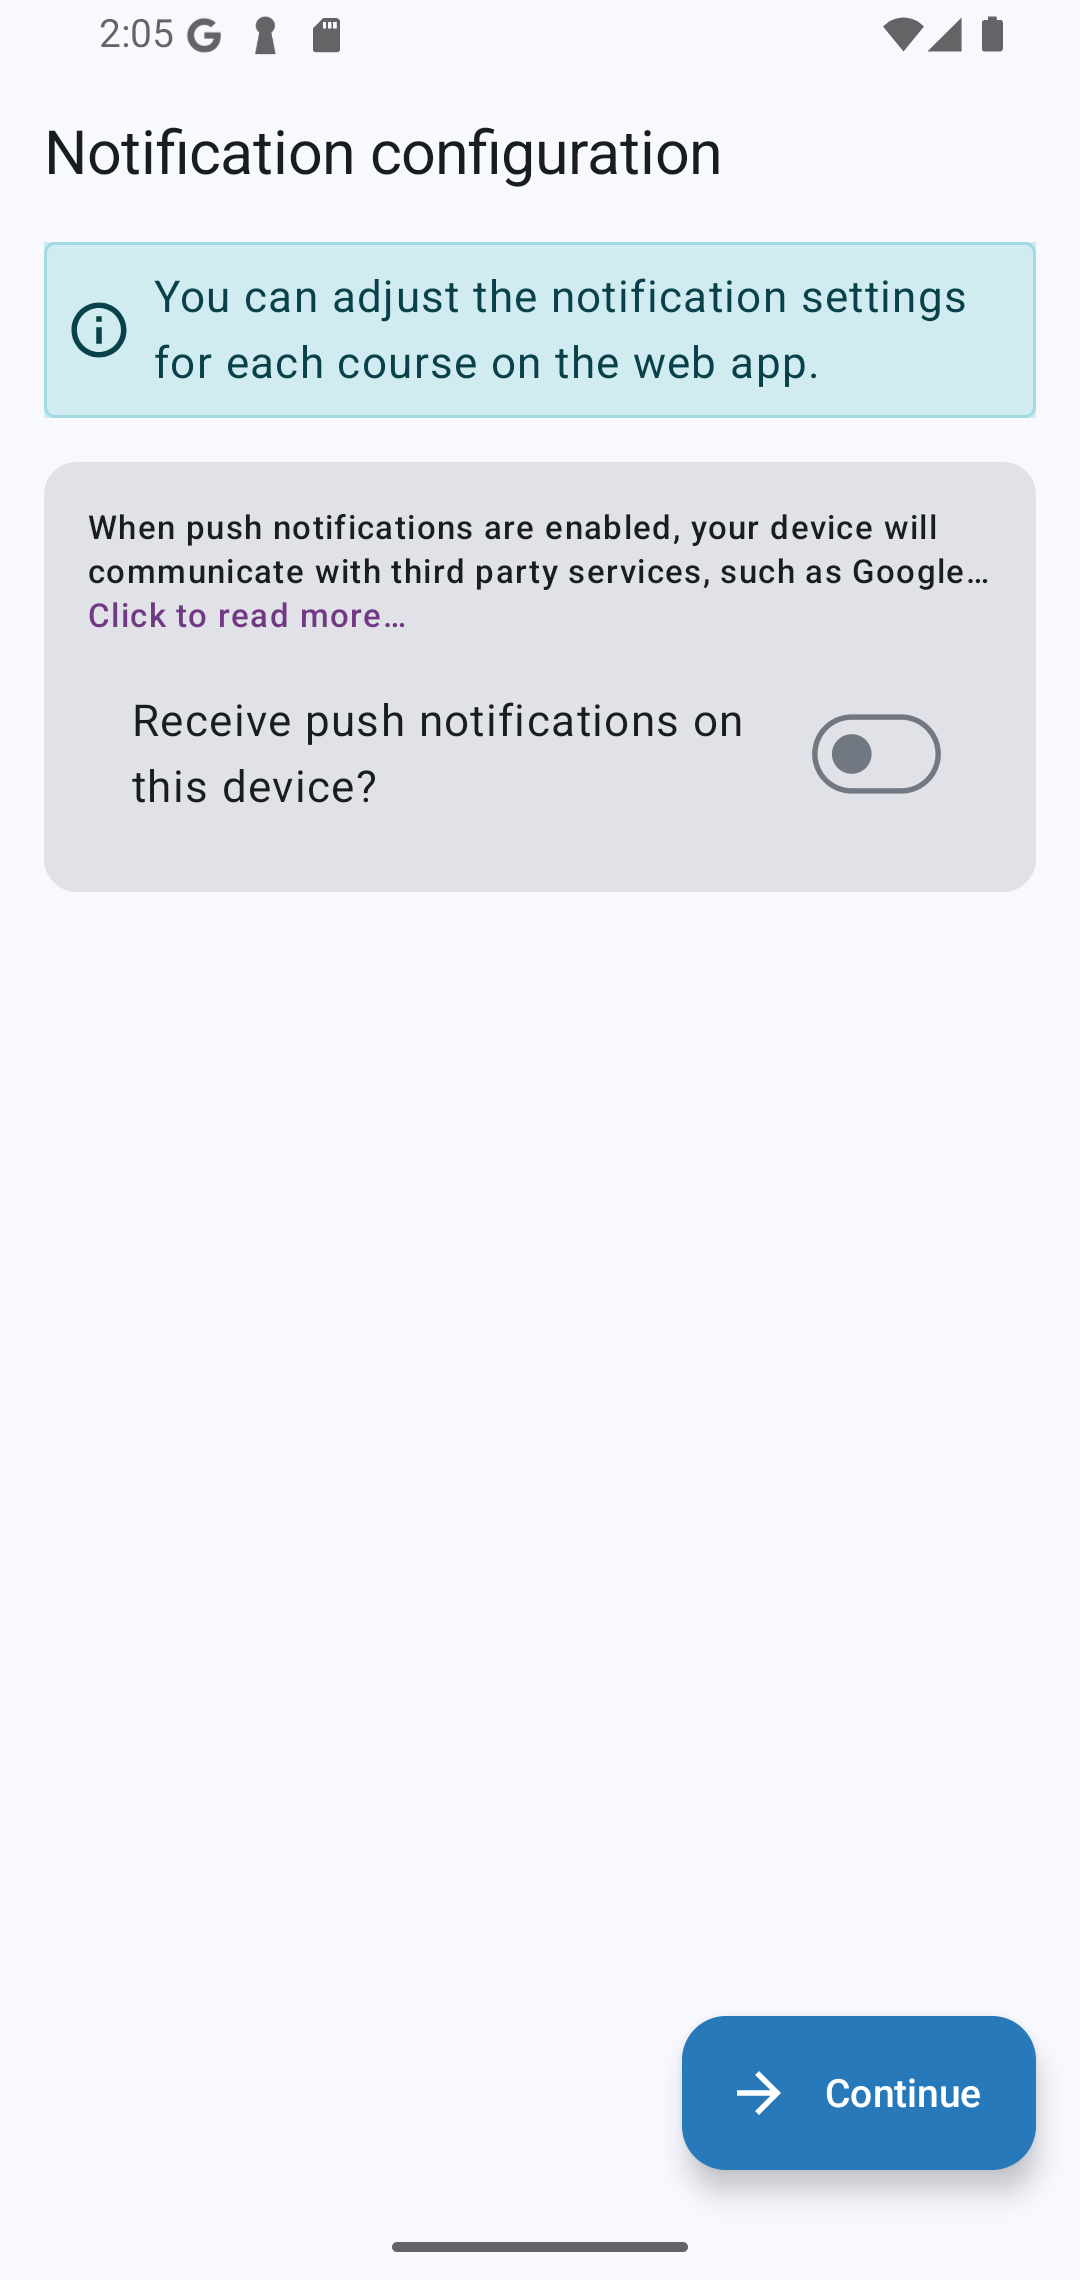 2:05
Notification configuration
You can adjust the notification settings
for each course on the web app.
When push notifications are enabled, your device will
communicate with third party services, such as Google…
Click to read more…
Receive push notifications on
this device?
Continue